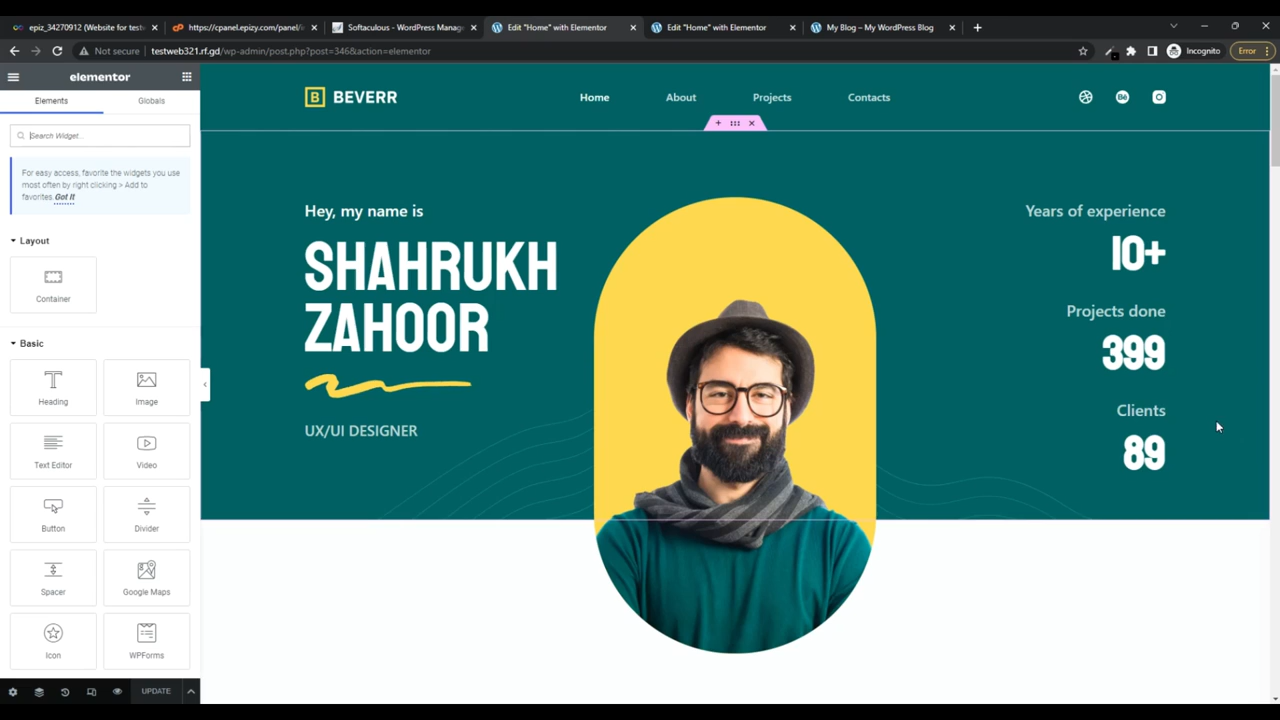 epiz_34270912 (Website for testw
https://cpanel.epizy.com/panel/in
Softaculous - WordPress Manage
Edit "Home" with Elementor
Edit "Home" with Elementor
My Blog – My WordPress Blog
Not secure
testweb321.rf.gd/wp-admin/post.php?post=346&action=elementor
Incognito
Error
elementor
Elements
Globals
Search Widget...
For easy access, favorite the widgets you use
most often by right clicking > Add to
favorites. Got It
Layout
Container
Basic
Heading
Image
Text Editor
Video
Button
Divider
Spacer
Google Maps
Icon
WPForms
UPDATE
B BEVERR
Home
About
Projects
Contacts
Bē
Hey, my name is
SHAHRUKH
ZAHOOR
UX/UI DESIGNER
Years of experience
10+
Projects done
399
Clients
89